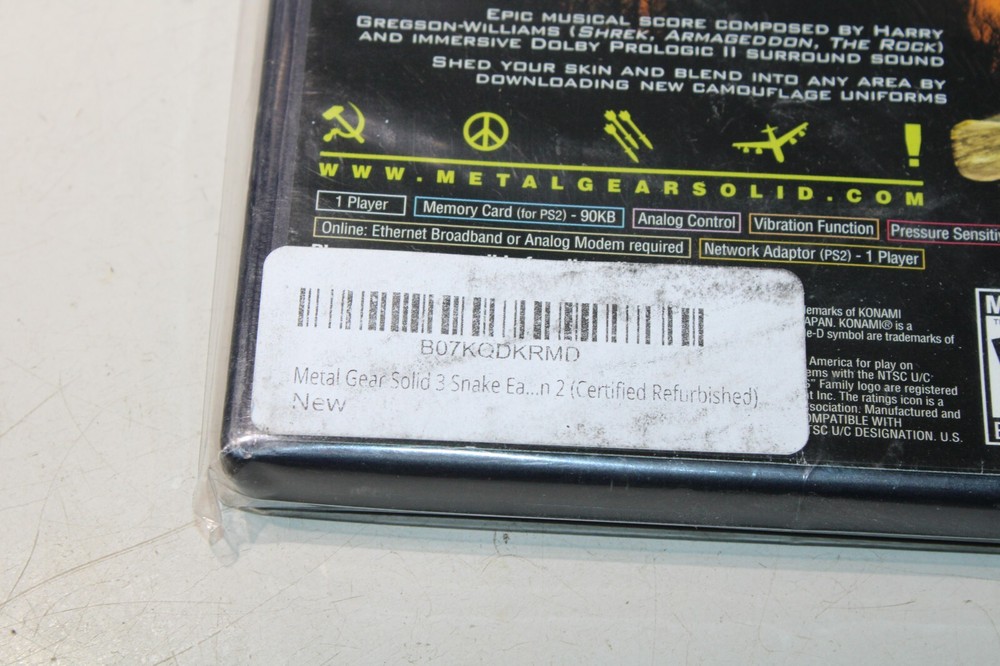 EPIC MUSICAL SCORE COMPOSED BY HARRY
GREGSON-WILLIAMS (SHREK, ARMAGEDDON, THE ROCK)
AND IMMERSIVE DOLBY PROLOGIC II SURROUND SOUND
SHED YOUR SKIN AND BLEND INTO ANY AREA BY
DOWNLOADING NEW CAMOUFLAGE UNIFORMS
!
WWW.METALGEARSOLID.COM
1 Player
Memory Card (for PS2) - 90KB
Analog Control
Vibration Function
Pressure Sensitiv
Online: Ethernet Broadband or Analog Modem required
Network Adaptor (PS2) - 1 Player
B07KQDKRMD
Metal Gear Solid 3 Snake Ea...n 2 (Certified Refurbished)
New
emarks of KONAMI
APAN. KONAMI® is a
e-D symbol are trademarks of
America for play on
ems with the NTSC U/C
" Family logo are registered
t Inc. The ratings icon is a
sociation. Manufactured and
OMPATIBLE WITH
TSC U/C DESIGNATION. U.S.
M